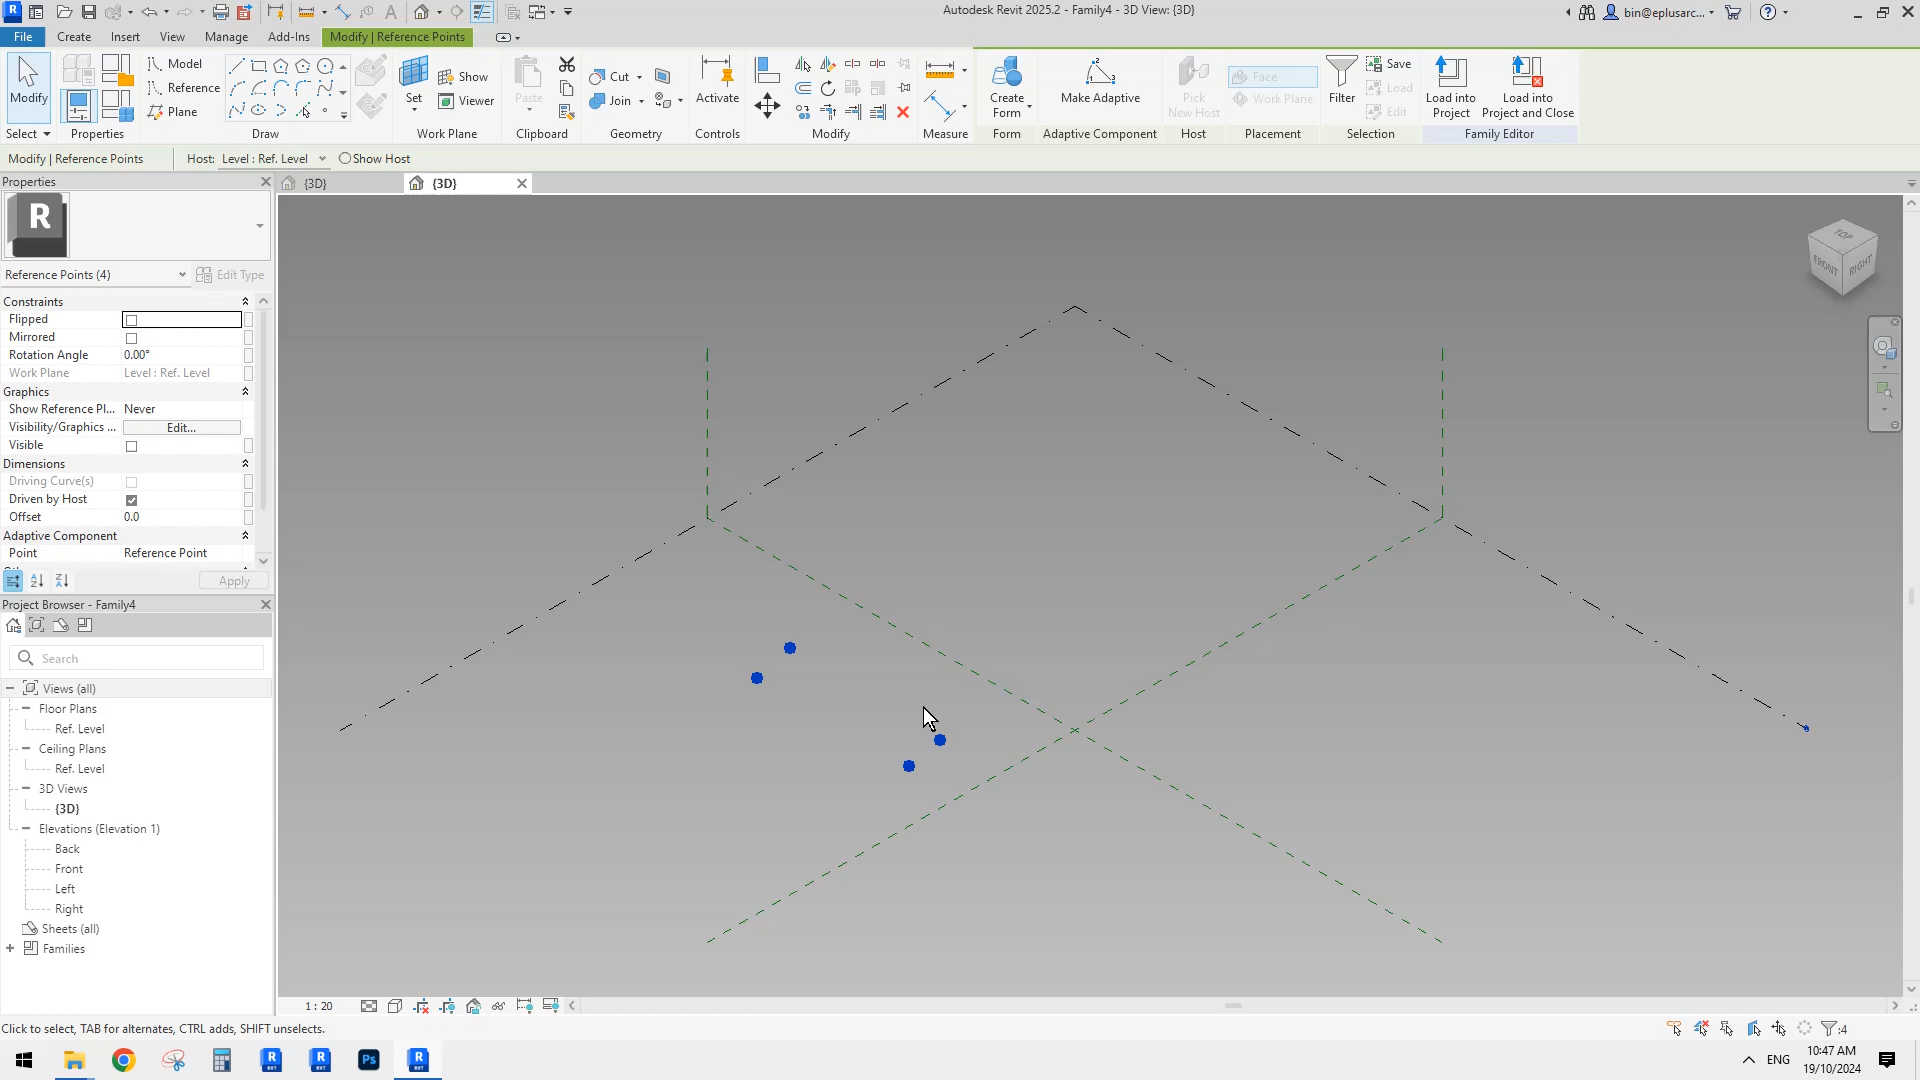 Autodesk Revit 2025.2 - Family4 - 3D View: {3D}
bin@eplusarc...
File Create Insert View Manage Add-Ins Modify | Reference Points
Modify
Select
Properties
Model
Reference
Plane
Draw
Set
Show
Viewer
Work Plane
Paste
Clipboard
Cut
Join
Geometry
Activate
Controls
Modify
Measure
Create
Form
Form
Make Adaptive
Adaptive Component
Pick
New Host
Host
Face
Work Plane
Placement
Filter
Save
Load
Edit
Selection
Load into
Project
Load into
Project and Close
Family Editor
Modify | Reference Points Host: Level : Ref. Level Show Host
Properties
{3D}
{3D}
R
Reference Points (4) Edit Type
Constraints
Flipped
Mirrored
Rotation Angle 0.00°
Work Plane Level : Ref. Level
Graphics
Show Reference Pl... Never
Visibility/Graphics ... Edit...
Visible
Dimensions
Driving Curve(s)
Driven by Host
Offset 0.0
Adaptive Component
Point Reference Point
Apply
Project Browser - Family4
Search
Views (all)
Floor Plans
Ref. Level
Ceiling Plans
Ref. Level
3D Views
{3D}
Elevations (Elevation 1)
Back
Front
Left
Right
Sheets (all)
Families
TOP
FRONT
RIGHT
1 : 20
Click to select, TAB for alternates, CTRL adds, SHIFT unselects.
:4
Ps
ENG
10:47 AM
19/10/2024